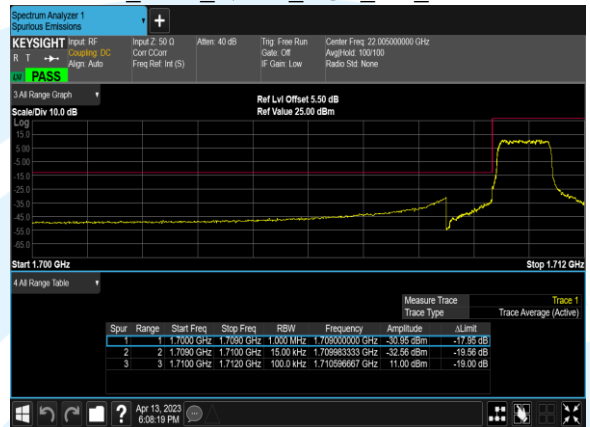 Spectrum Analyzer 1
Spurious Emissions
+
KEYSIGHT Input: RF Input Z: 50 Ω Atten: 40 dB Trig: Free Run Center Freq: 22.005000000 GHz
R T Coupling: DC Corr CCorr Gate: Off Avg|Hold: 100/100
Align: Auto Freq Ref: Int (S) IF Gain: Low Radio Std: None
LV PASS
3 All Range Graph
Ref Lvl Offset 5.50 dB
Scale/Div 10.0 dB Ref Value 25.00 dBm
Log
15.0
5.00
-5.00
-15.0
-25.0
-35.0
-45.0
-55.0
-65.0
Start 1.700 GHz Stop 1.712 GHz
4 All Range Table
Measure Trace Trace 1
Trace Type Trace Average (Active)
Spur Range Start Freq Stop Freq RBW Frequency Amplitude ΔLimit
1 1 1.7000 GHz 1.7090 GHz 1.000 MHz 1.709000000 GHz -30.95 dBm -17.95 dB
2 2 1.7090 GHz 1.7100 GHz 15.00 kHz 1.709983333 GHz -32.56 dBm -19.56 dB
3 3 1.7100 GHz 1.7120 GHz 100.0 kHz 1.710596667 GHz 11.00 dBm -19.00 dB
? Apr 13, 2023
6:08:19 PM